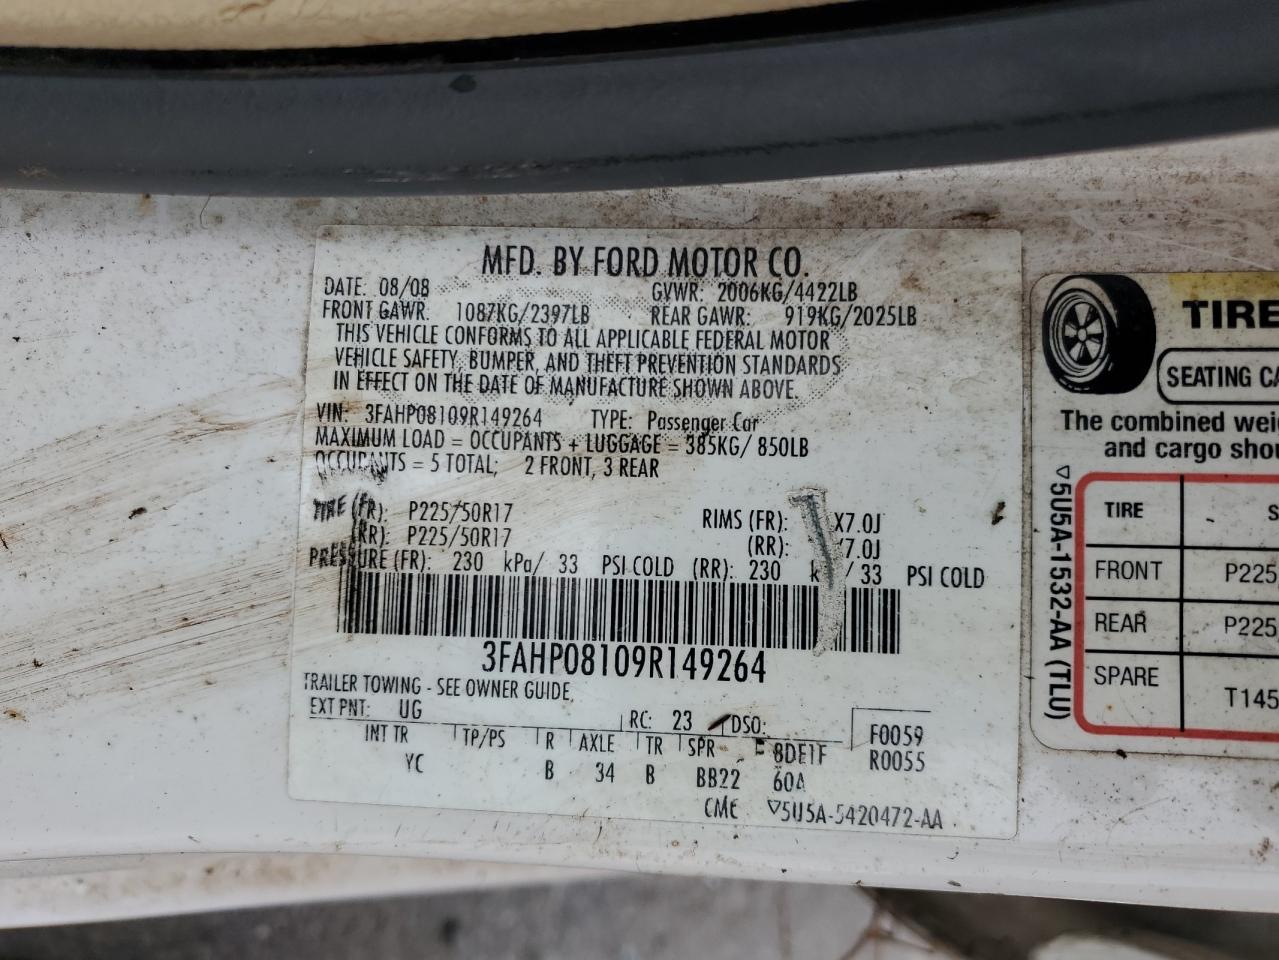 MFD. BY FORD MOTOR CO.
DATE: 08/08 GVWR: 2006KG/4422LB
FRONT GAWR: 1087KG/2397LB REAR GAWR: 919KG/2025LB
THIS VEHICLE CONFORMS TO ALL APPLICABLE FEDERAL MOTOR
VEHICLE SAFETY, BUMPER, AND THEFT PREVENTION STANDARDS
IN EFFECT ON THE DATE OF MANUFACTURE SHOWN ABOVE.
VIN: 3FAHP08109R149264 TYPE: Passenger Car
MAXIMUM LOAD = OCCUPANTS + LUGGAGE = 385KG/ 850LB
OCCUPANTS = 5 TOTAL; 2 FRONT, 3 REAR
TIRE (FR): P225/50R17 RIMS (FR): X7.0J
(RR): P225/50R17 (RR): X7.0J
PRESSURE (FR): 230 kPa/ 33 PSI COLD (RR): 230 / 33 PSI COLD
3FAHP08109R149264
TRAILER TOWING - SEE OWNER GUIDE,
EXT PNT: UG RC: 23 DSO: F0059
INT TR TP/PS R AXLE TR SPR 8DE1F R0055
YC B 34 B BB22 60A
CME ▽5U5A-5420472-AA
TIRE
SEATING CA
The combined wei
and cargo shou
▽5U5A-1532-AA (TLU)
TIRE S
FRONT P225
REAR P225
SPARE T145